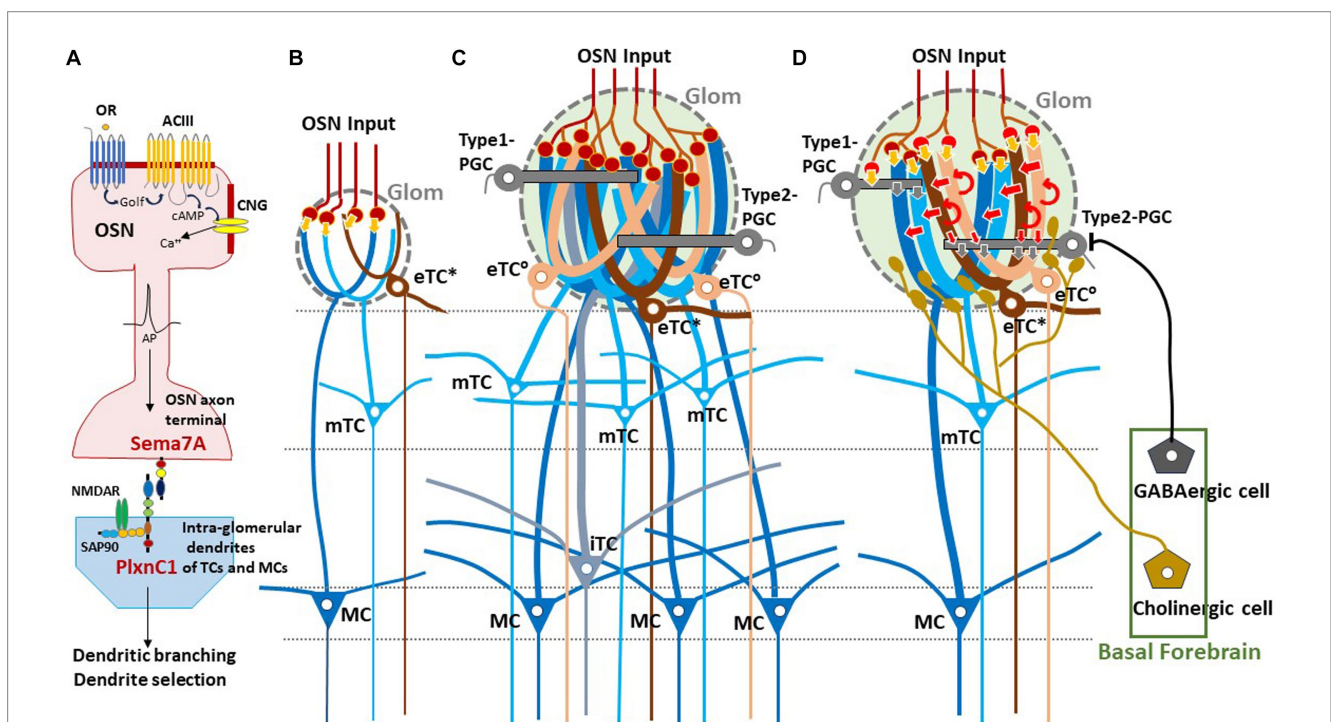 A
OR
ACIII
Golf
cAMP
CNG
OSN
Ca++
AP
OSN axon
terminal
Sema7A
NMDAR
SAP90
PlxnC1
Intra-glomerular
dendrites
of TCs and MCs
Dendritic branching
Dendrite selection
B
OSN Input
Glom
eTC*
mTC
MC
C
OSN Input
Glom
Type1-
PGC
Type2-
PGC
eTC°
eTC°
eTC*
mTC
mTC
mTC
iTC
MC
MC
MC
D
OSN Input
Glom
Type1-
PGC
Type2-PGC
eTC°
eTC*
mTC
MC
GABAergic cell
Cholinergic cell
Basal Forebrain